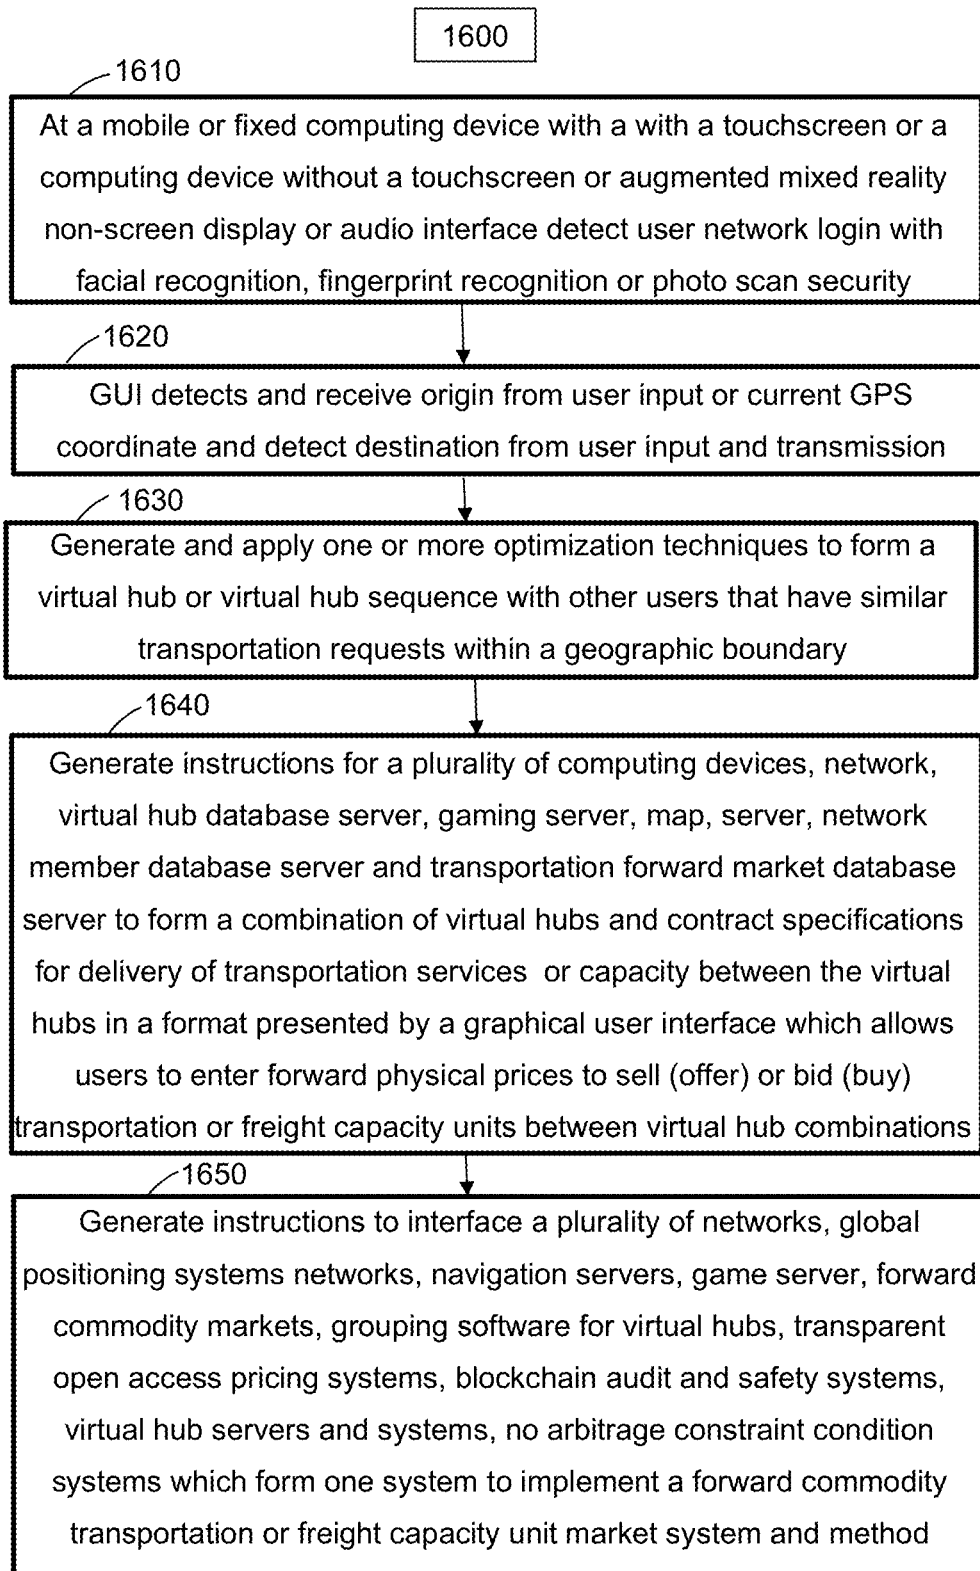 1600
1610
At a mobile or fixed computing device with a with a touchscreen or a
computing device without a touchscreen or augmented mixed reality
non-screen display or audio interface detect user network login with
facial recognition, fingerprint recognition or photo scan security
1620
GUI detects and receive origin from user input or current GPS
coordinate and detect destination from user input and transmission
1630
Generate and apply one or more optimization techniques to form a
virtual hub or virtual hub sequence with other users that have similar
transportation requests within a geographic boundary
1640
Generate instructions for a plurality of computing devices, network,
virtual hub database server, gaming server, map, server, network
member database server and transportation forward market database
server to form a combination of virtual hubs and contract specifications
for delivery of transportation services or capacity between the virtual
hubs in a format presented by a graphical user interface which allows
users to enter forward physical prices to sell (offer) or bid (buy)
transportation or freight capacity units between virtual hub combinations
1650
Generate instructions to interface a plurality of networks, global
positioning systems networks, navigation servers, game server, forward
commodity markets, grouping software for virtual hubs, transparent
open access pricing systems, blockchain audit and safety systems,
virtual hub servers and systems, no arbitrage constraint condition
systems which form one system to implement a forward commodity
transportation or freight capacity unit market system and method